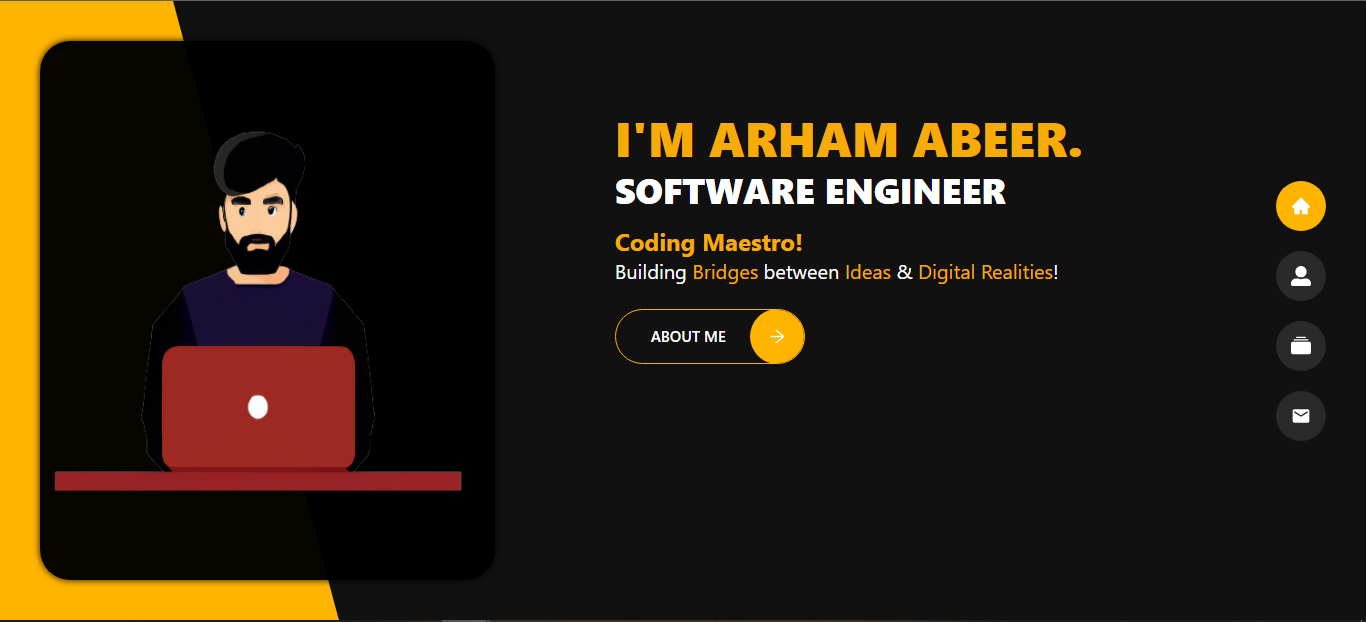 I'M ARHAM ABEER.
SOFTWARE ENGINEER
Coding Maestro!
Building Bridges between Ideas & Digital Realities!
ABOUT ME